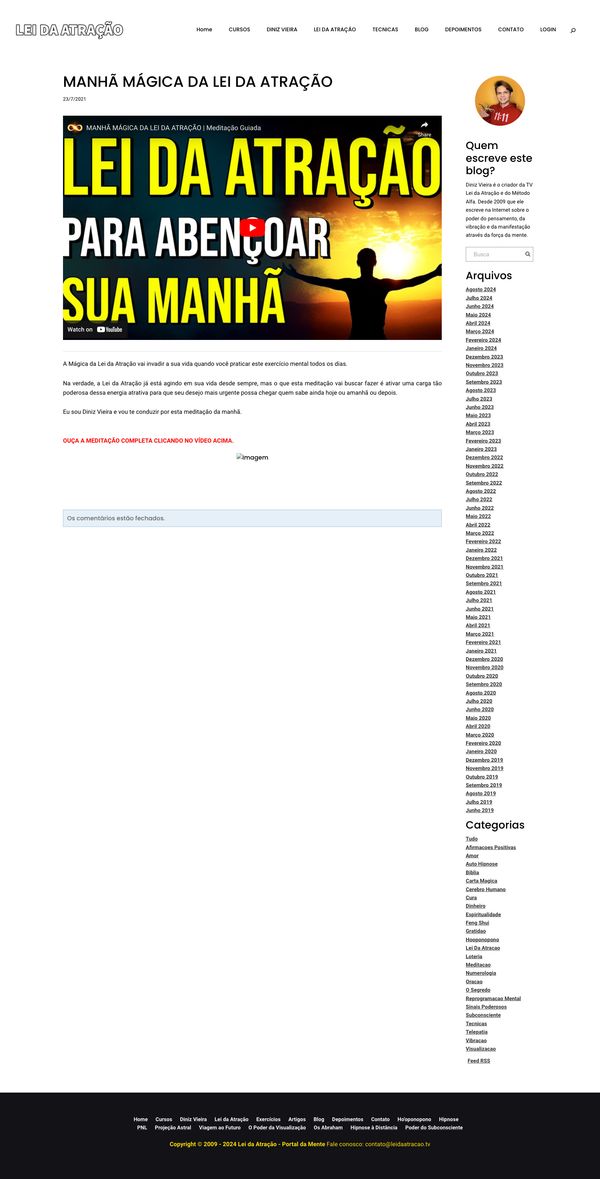 LEI DA ATRAÇÃO
Home CURSOS DINIZ VIEIRA LEI DA ATRAÇÃO TECNICAS BLOG DEPOIMENTOS CONTATO LOGIN
MANHÃ MÁGICA DA LEI DA ATRAÇÃO
23/7/2021
MANHÃ MÁGICA DA LEI DA ATRAÇÃO | Meditação Guiada
Share
LEI DA ATRAÇÃO
PARA ABENÇOAR
SUA MANHÃ
Watch on YouTube
A Mágica da Lei da Atração vai invadir a sua vida quando você praticar este exercício mental todos os dias.
Na verdade, a Lei da Atração já está agindo em sua vida desde sempre, mas o que esta meditação vai buscar fazer é ativar uma carga tão
poderosa dessa energia atrativa para que seu desejo mais urgente possa chegar quem sabe ainda hoje ou amanhã ou depois.
Eu sou Diniz Vieira e vou te conduzir por esta meditação da manhã.
OUÇA A MEDITAÇÃO COMPLETA CLICANDO NO VÍDEO ACIMA.
Imagem
Os comentários estão fechados.
11:11
Quem
escreve este
blog?
Diniz Vieira é o criador da TV
Lei da Atração e do Método
Alfa. Desde 2009 que ele
escreve na Internet sobre o
poder do pensamento, da
vibração e da manifestação
através da força da mente.
Busca
Arquivos
Agosto 2024
Julho 2024
Junho 2024
Maio 2024
Abril 2024
Março 2024
Fevereiro 2024
Janeiro 2024
Dezembro 2023
Novembro 2023
Outubro 2023
Setembro 2023
Agosto 2023
Julho 2023
Junho 2023
Maio 2023
Abril 2023
Março 2023
Fevereiro 2023
Janeiro 2023
Dezembro 2022
Novembro 2022
Outubro 2022
Setembro 2022
Agosto 2022
Julho 2022
Junho 2022
Maio 2022
Abril 2022
Março 2022
Fevereiro 2022
Janeiro 2022
Dezembro 2021
Novembro 2021
Outubro 2021
Setembro 2021
Agosto 2021
Julho 2021
Junho 2021
Maio 2021
Abril 2021
Março 2021
Fevereiro 2021
Janeiro 2021
Dezembro 2020
Novembro 2020
Outubro 2020
Setembro 2020
Agosto 2020
Julho 2020
Junho 2020
Maio 2020
Abril 2020
Março 2020
Fevereiro 2020
Janeiro 2020
Dezembro 2019
Novembro 2019
Outubro 2019
Setembro 2019
Agosto 2019
Julho 2019
Junho 2019
Categorias
Tudo
Afirmacoes Positivas
Amor
Auto Hipnose
Biblia
Carta Magica
Cerebro Humano
Cura
Dinheiro
Espiritualidade
Feng Shui
Gratidao
Hooponopono
Lei Da Atracao
Loteria
Meditacao
Numerologia
Oracao
O Segredo
Reprogramacao Mental
Sinais Poderosos
Subconsciente
Tecnicas
Telepatia
Vibracao
Visualizacao
Feed RSS
Home Cursos Diniz Vieira Lei da Atração Exercícios Artigos Blog Depoimentos Contato Ho'oponopono Hipnose
PNL Projeção Astral Viagem ao Futuro O Poder da Visualização Os Abraham Hipnose à Distância Poder do Subconsciente
Copyright © 2009 - 2024 Lei da Atração - Portal da Mente Fale conosco: contato@leidaatracao.tv